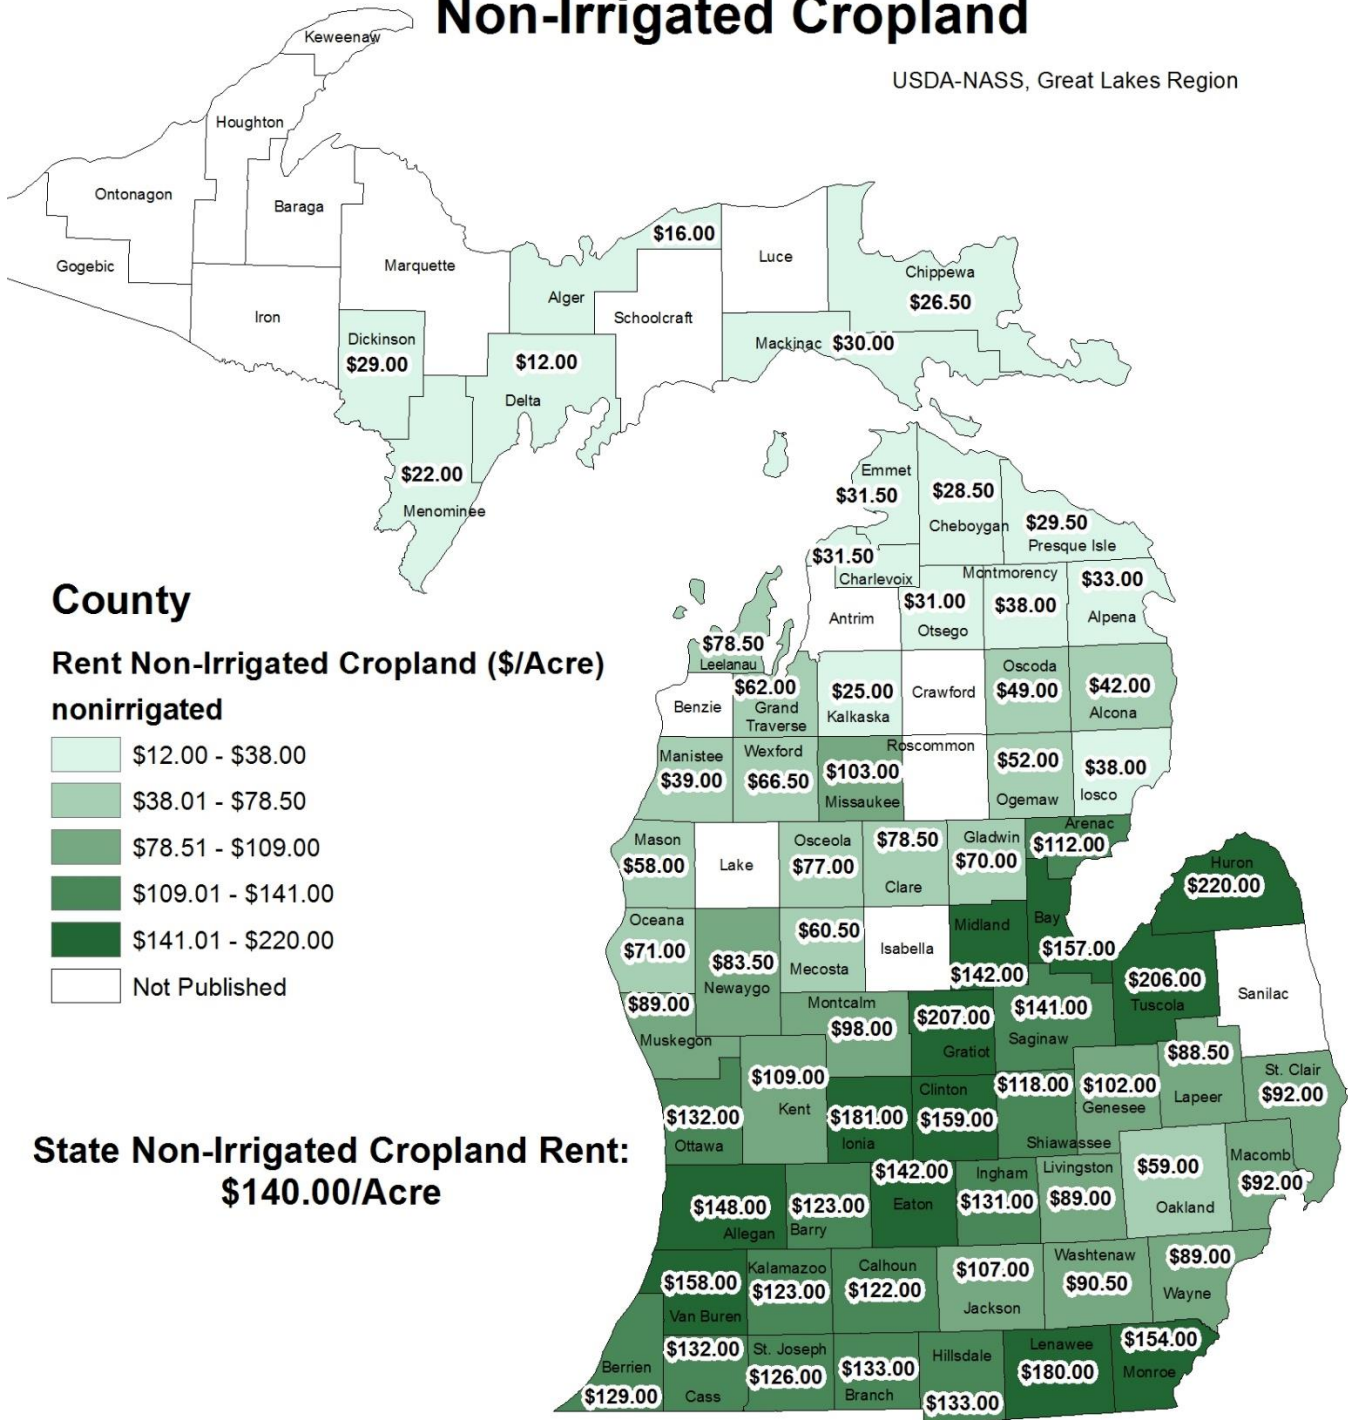 Non-Irrigated Cropland
USDA-NASS, Great Lakes Region
Keweenaw
Houghton
Ontonagon
Baraga
Gogebic
Marquette
Iron
Dickinson
$29.00
Alger
$16.00
Schoolcraft
Luce
Chippewa
$26.50
Mackinac $30.00
$12.00
Delta
$22.00
Menominee
Emmet
$31.50
$28.50
Cheboygan
$29.50
Presque Isle
$31.50
Charlevoix
Antrim
$31.00
Otsego
Montmorency
$38.00
$33.00
Alpena
$78.50
Leelanau
Benzie
$62.00
Grand
Traverse
$25.00
Kalkaska
Crawford
Oscoda
$49.00
$42.00
Alcona
Manistee
$39.00
Wexford
$66.50
$103.00
Missaukee
Roscommon
$52.00
Ogemaw
$38.00
Iosco
Mason
$58.00
Lake
Osceola
$77.00
$78.50
Clare
Gladwin
$70.00
Arenac
$112.00
Huron
$220.00
Oceana
$71.00
$83.50
Newaygo
$60.50
Mecosta
Isabella
Midland
$142.00
Bay
$157.00
$206.00
Tuscola
Sanilac
$89.00
Muskegon
Montcalm
$98.00
$207.00
Gratiot
$141.00
Saginaw
$88.50
Lapeer
St. Clair
$92.00
$132.00
Ottawa
$109.00
Kent
$181.00
Ionia
Clinton
$159.00
$118.00
Shiawassee
$102.00
Genesee
$148.00
Allegan
$123.00
Barry
$142.00
Eaton
Ingham
$131.00
Livingston
$89.00
$59.00
Oakland
Macomb
$92.00
$158.00
Van Buren
Kalamazoo
$123.00
Calhoun
$122.00
$107.00
Jackson
Washtenaw
$90.50
$89.00
Wayne
Berrien
$129.00
$132.00
Cass
St. Joseph
$126.00
$133.00
Branch
Hillsdale
$133.00
Lenawee
$180.00
$154.00
Monroe
County
Rent Non-Irrigated Cropland ($/Acre)
nonirrigated
$12.00 - $38.00
$38.01 - $78.50
$78.51 - $109.00
$109.01 - $141.00
$141.01 - $220.00
Not Published
State Non-Irrigated Cropland Rent:
$140.00/Acre